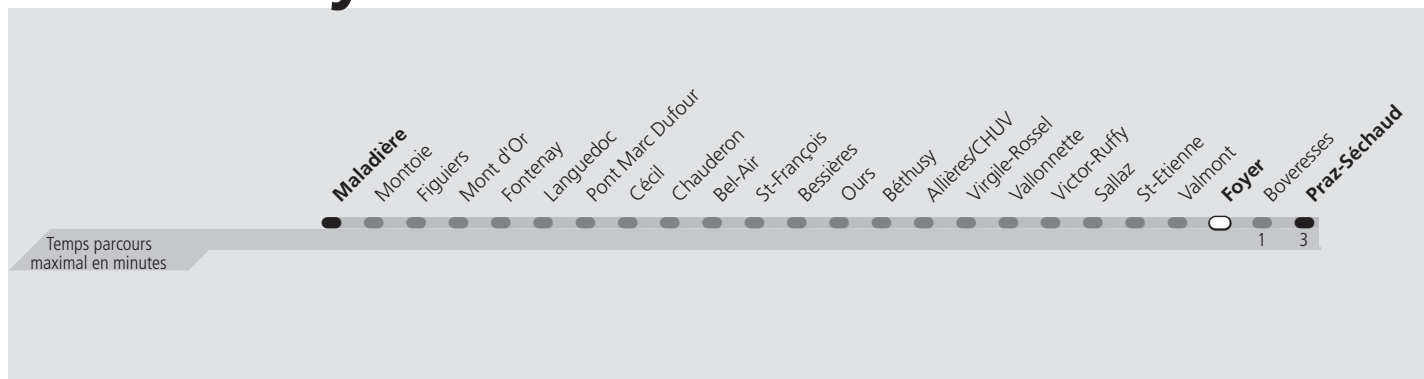 Maladière
Montoie
Figuiers
Mont d'Or
Fontenay
Languedoc
Pont Marc Dufour
Cécil
Chauderon
Bel-Air
St-François
Bessières
Ours
Béthusy
Allières/CHUV
Virgile-Rossel
Vallonnette
Victor-Ruffy
Sallaz
St-Etienne
Valmont
Foyer
Boveresses
Praz-Séchaud
Temps parcours
maximal en minutes
1 3